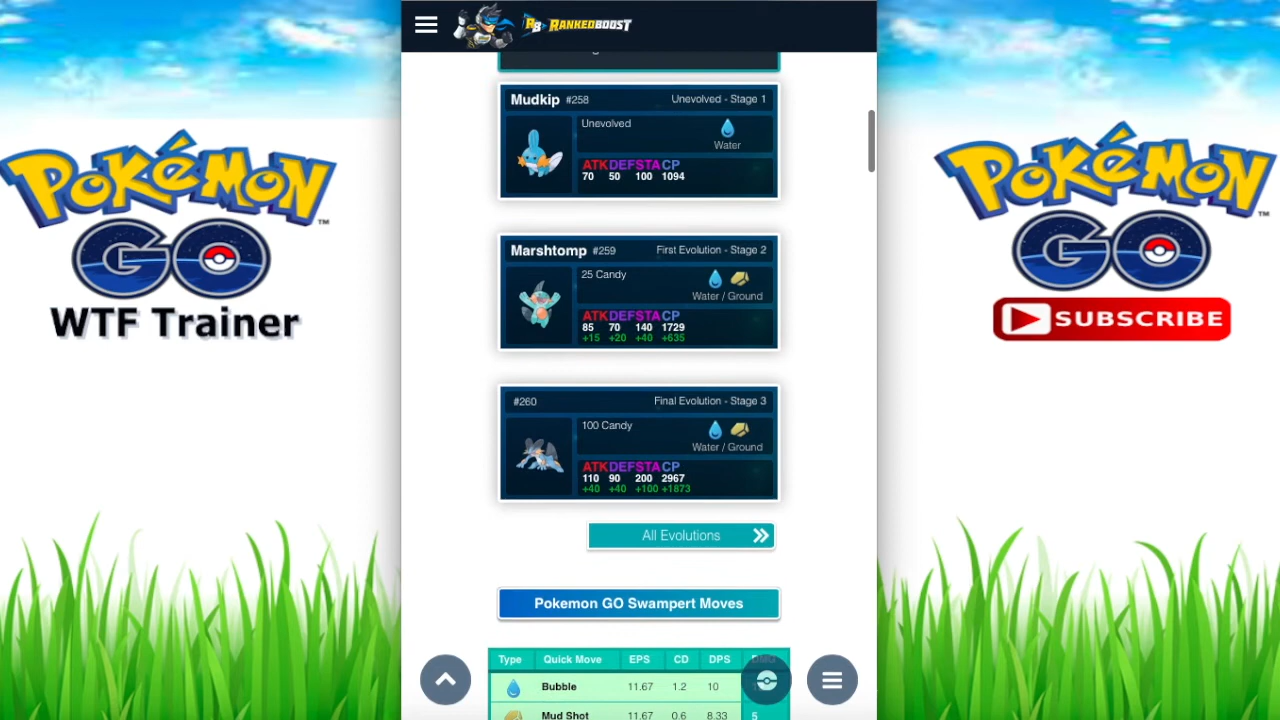 RB RANKEDBOOST
Mudkip #258 Unevolved - Stage 1
Unevolved
Water
ATK DEF STA CP
70 50 100 1094
Marshtomp #259 First Evolution - Stage 2
25 Candy
Water / Ground
ATK DEF STA CP
85 70 140 1729
+15 +20 +40 +635
#260 Final Evolution - Stage 3
100 Candy
Water / Ground
ATK DEF STA CP
110 90 200 2967
+40 +40 +100 +1873
All Evolutions
Pokemon GO Swampert Moves
Type Quick Move EPS CD DPS
Bubble 11.67 1.2 10
Mud Shot 11.67 0.6 8.33 5
POKéMON™
GO
WTF Trainer
POKéMON™
GO
SUBSCRIBE